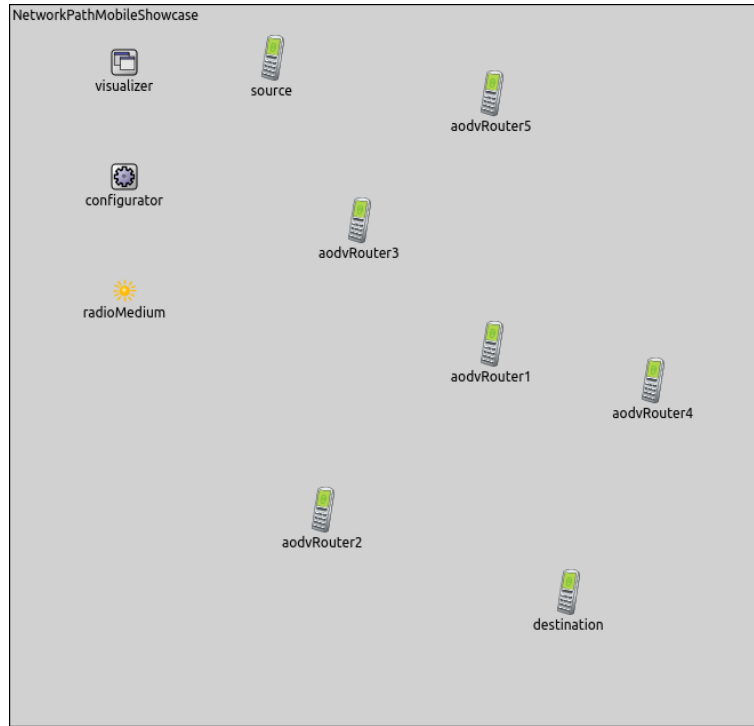 NetworkPathMobileShowcase
visualizer
source
aodvRouter5
configurator
aodvRouter3
radioMedium
aodvRouter1
aodvRouter4
aodvRouter2
destination